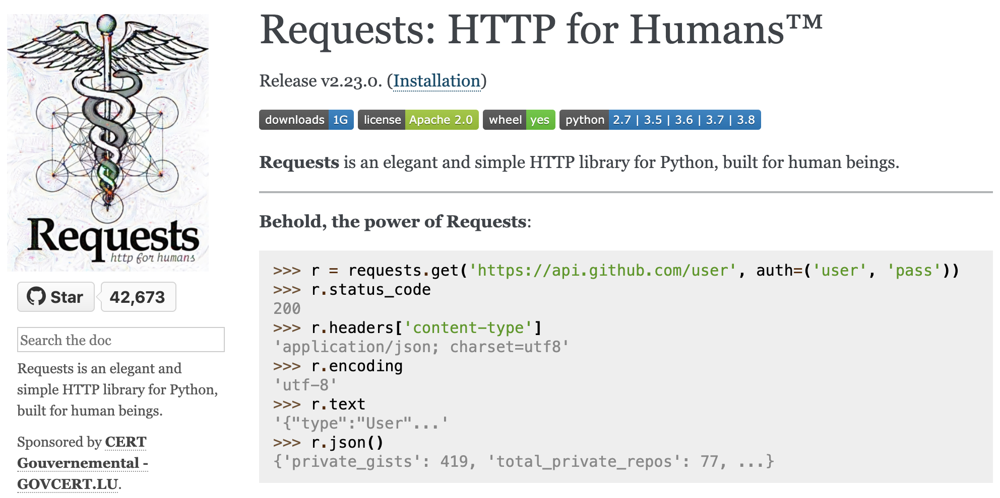 Requests
http for humans
Star
42,673
Search the doc
Requests is an elegant and
simple HTTP library for Python,
built for human beings.
Sponsored by CERT
Gouvernemental -
GOVCERT.LU.
Requests: HTTP for Humans™
Release v2.23.0. (Installation)
downloads 1G license Apache 2.0 wheel yes python 2.7 | 3.5 | 3.6 | 3.7 | 3.8
Requests is an elegant and simple HTTP library for Python, built for human beings.
Behold, the power of Requests:
>>> r = requests.get('https://api.github.com/user', auth=('user', 'pass'))
>>> r.status_code
200
>>> r.headers['content-type']
'application/json; charset=utf8'
>>> r.encoding
'utf-8'
>>> r.text
'{"type":"User"...'
>>> r.json()
{'private_gists': 419, 'total_private_repos': 77, ...}